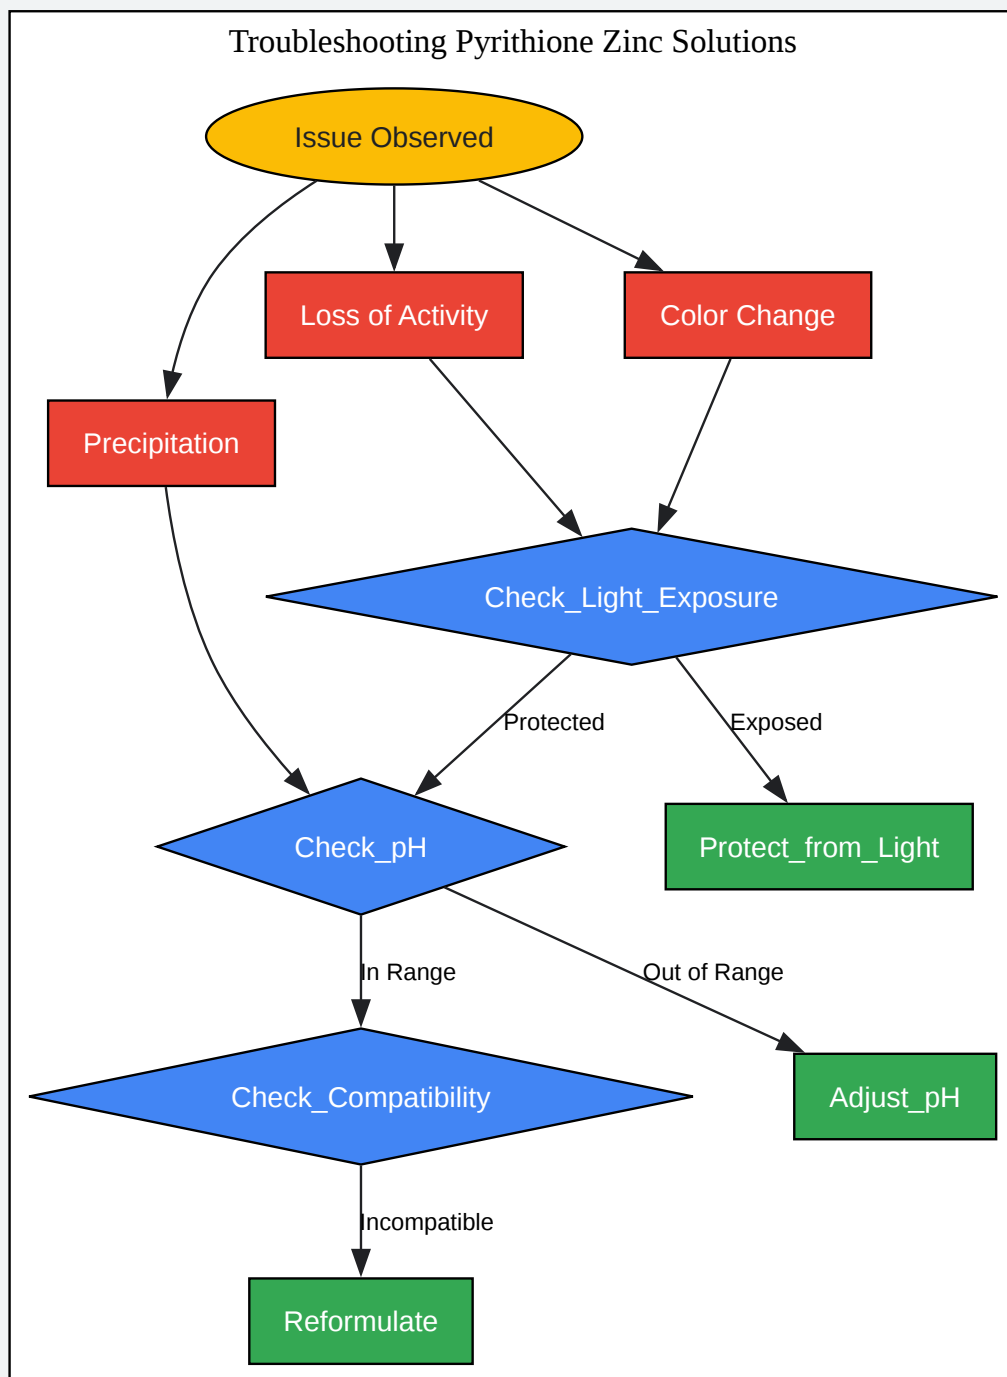 Troubleshooting Pyrithione Zinc Solutions
Issue Observed
Loss of Activity
Color Change
Precipitation
Check_Light_Exposure
Protected
Exposed
Check_pH
Protect_from_Light
In Range
Out of Range
Check_Compatibility
Adjust_pH
Incompatible
Reformulate